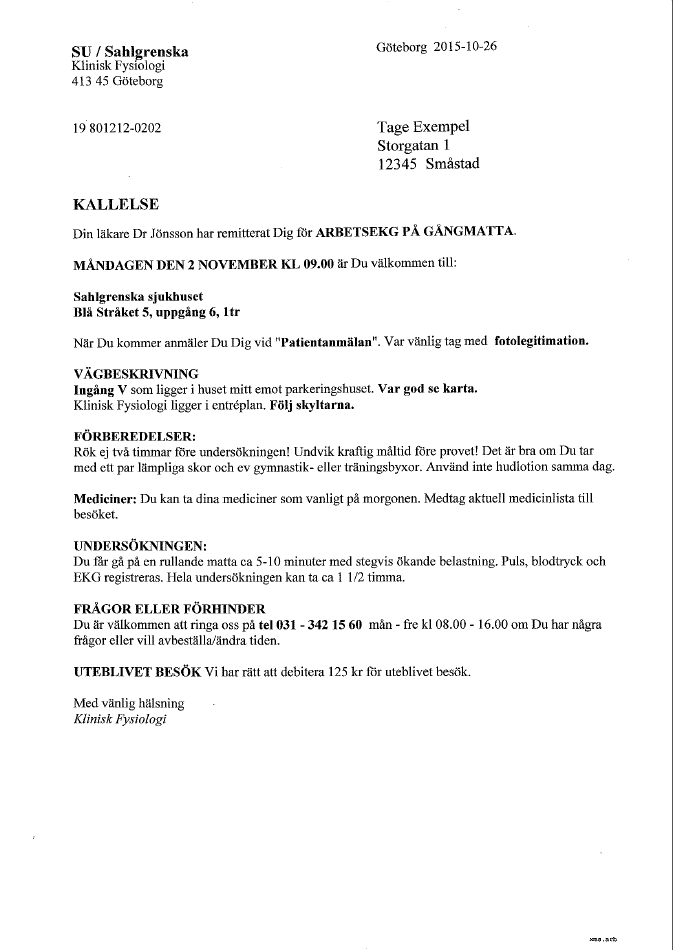 SU / Sahlgrenska
Klinisk Fysiologi
413 45 Göteborg
Göteborg 2015-10-26
19 801212-0202
Tage Exempel
Storgatan 1
12345 Småstad
KALLELSE
Din läkare Dr Jönsson har remitterat Dig för ARBETSEKG PÅ GÅNGMATTA.
MÅNDAGEN DEN 2 NOVEMBER KL 09.00 är Du välkommen till:
Sahlgrenska sjukhuset
Blå Stråket 5, uppgång 6, 1tr
När Du kommer anmäler Du Dig vid "Patientanmälan". Var vänlig tag med fotolegitimation.
VÄGBESKRIVNING
Ingång V som ligger i huset mitt emot parkeringshuset. Var god se karta.
Klinisk Fysiologi ligger i entréplan. Följ skyltarna.
FÖRBEREDELSER:
Rök ej två timmar före undersökningen! Undvik kraftig måltid före provet! Det är bra om Du tar
med ett par lämpliga skor och ev gymnastik- eller träningsbyxor. Använd inte hudlotion samma dag.
Mediciner: Du kan ta dina mediciner som vanligt på morgonen. Medtag aktuell medicinlista till
besöket.
UNDERSÖKNINGEN:
Du får gå på en rullande matta ca 5-10 minuter med stegvis ökande belastning. Puls, blodtryck och
EKG registreras. Hela undersökningen kan ta ca 1 1/2 timma.
FRÅGOR ELLER FÖRHINDER
Du är välkommen att ringa oss på tel 031 - 342 15 60 mån - fre kl 08.00 - 16.00 om Du har några
frågor eller vill avbeställa/ändra tiden.
UTEBLIVET BESÖK Vi har rätt att debitera 125 kr för uteblivet besök.
Med vänlig hälsning
Klinisk Fysiologi